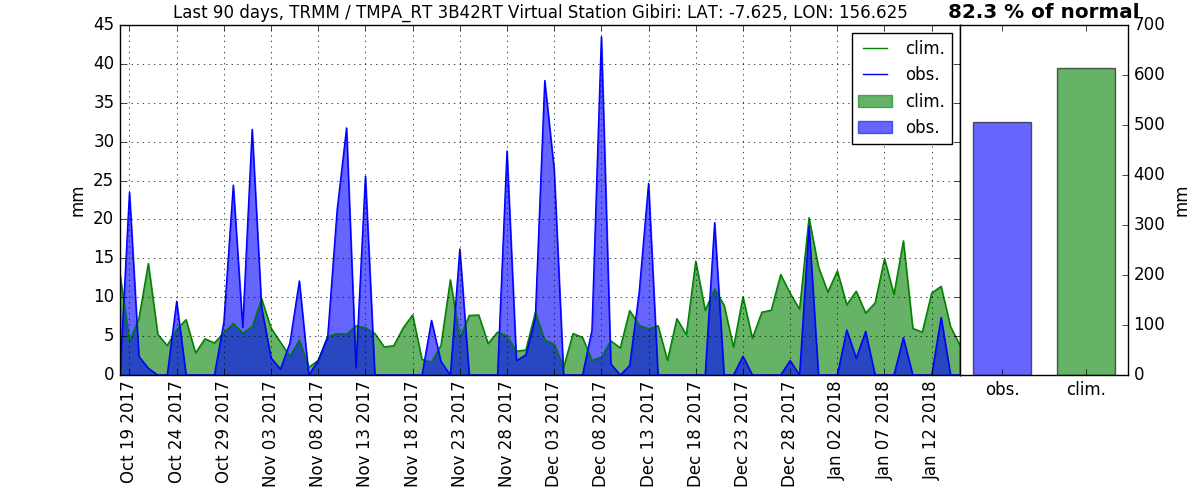 Last 90 days, TRMM / TMPA_RT 3B42RT Virtual Station Gibiri: LAT: -7.625, LON: 156.625
82.3 % of normal
45
40
35
30
25
20
15
10
5
0
mm
clim.
obs.
clim.
obs.
Oct 19 2017
Oct 24 2017
Oct 29 2017
Nov 03 2017
Nov 08 2017
Nov 13 2017
Nov 18 2017
Nov 23 2017
Nov 28 2017
Dec 03 2017
Dec 08 2017
Dec 13 2017
Dec 18 2017
Dec 23 2017
Dec 28 2017
Jan 02 2018
Jan 07 2018
Jan 12 2018
700
600
500
400
300
200
100
0
mm
obs.
clim.